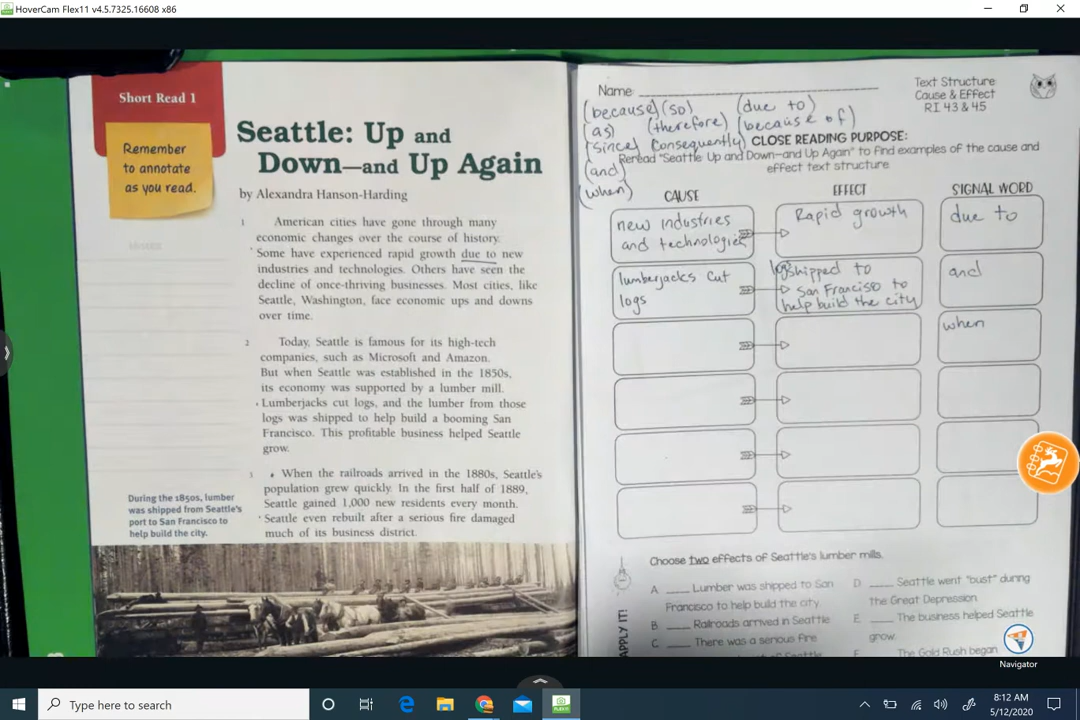 HoverCam Flex11 v4.5.7325.16608 x86
Short Read 1
Remember
to annotate
as you read.
Seattle: Up and
Down—and Up Again
by Alexandra Hanson-Harding
1 American cities have gone through many
economic changes over the course of history.
Some have experienced rapid growth due to new
industries and technologies. Others have seen the
decline of once-thriving businesses. Most cities, like
Seattle, Washington, face economic ups and downs
over time.
2 Today, Seattle is famous for its high-tech
companies, such as Microsoft and Amazon.
But when Seattle was established in the 1850s,
its economy was supported by a lumber mill.
Lumberjacks cut logs, and the lumber from those
logs was shipped to help build a booming San
Francisco. This profitable business helped Seattle
grow.
3 When the railroads arrived in the 1880s, Seattle's
population grew quickly. In the first half of 1889,
Seattle gained 1,000 new residents every month.
Seattle even rebuilt after a serious fire damaged
much of its business district.
During the 1850s, lumber
was shipped from Seattle's
port to San Francisco to
help build the city.
Name:
Text Structure
Cause & Effect
RI 43 & 45
(because) (so) (due to)
(as) (therefore) (because of)
(since) Consequently)
CLOSE READING PURPOSE:
Reread "Seattle Up and Down—and Up Again" to find examples of the cause and
effect text structure.
(and)
(when)
CAUSE EFFECT SIGNAL WORD
new industries
and technologies
Rapid growth
due to
lumberjacks cut
logs
logs shipped to
San Francisco to
help build the city
and
when
Choose two effects of Seattle's lumber mills.
APPLY IT!
A ____ Lumber was shipped to San
Francisco to help build the city
B ____ Railroads arrived in Seattle
C ____ There was a serious fire
D ____ Seattle went "bust" during
the Great Depression
E ____ The business helped Seattle
grow.
F The Gold Rush began
Navigator
Type here to search
FLEX11
8:12 AM
5/12/2020